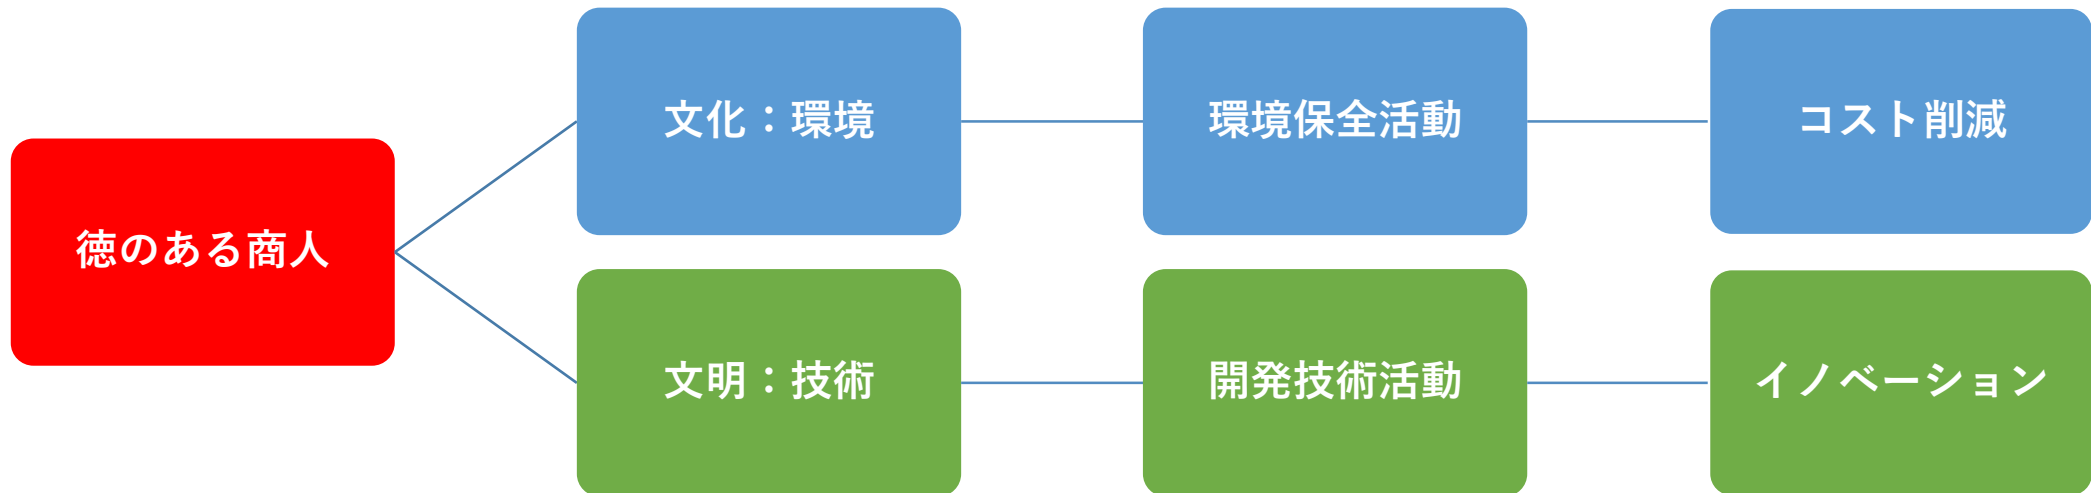 徳のある商人
文化：環境
環境保全活動
コスト削減
文明：技術
開発技術活動
イノベーション